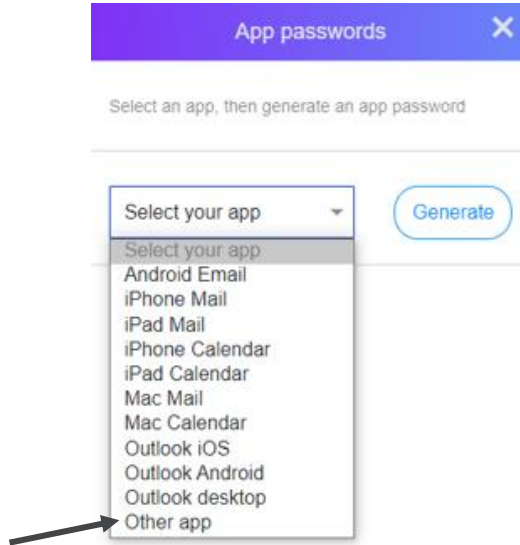 App passwords
Select an app, then generate an app password
Select your app
Generate
Select your app
Android Email
iPhone Mail
iPad Mail
iPhone Calendar
iPad Calendar
Mac Mail
Mac Calendar
Outlook iOS
Outlook Android
Outlook desktop
Other app